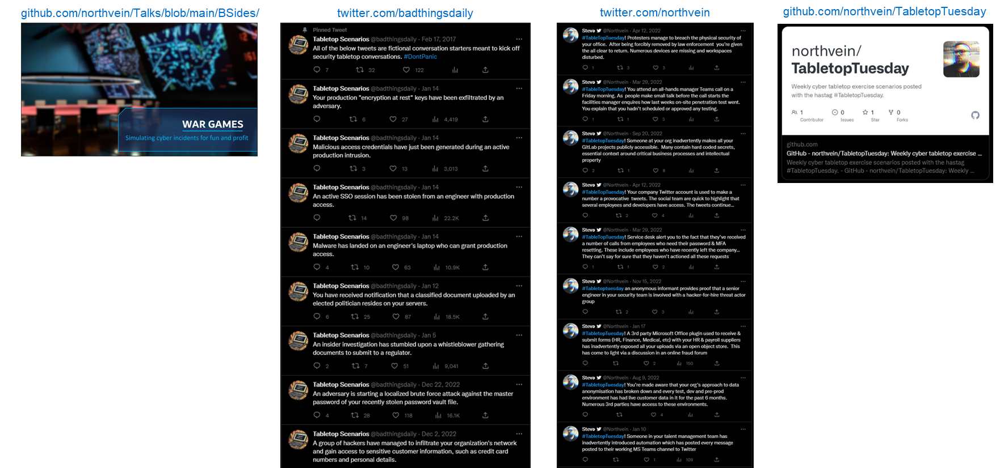 github.com/northvein/Talks/blob/main/BSides/
WAR GAMES
Simulating cyber incidents for fun and profit
twitter.com/badthingsdaily
Pinned Tweet
Tabletop Scenarios @badthingsdaily · Feb 17, 2017
All of the below tweets are fictional conversation starters meant to kick off
security tabletop conversations. #DontPanic
7 32 122
Tabletop Scenarios @badthingsdaily · Jan 14
Your production "encryption at rest" keys have been exfiltrated by an
adversary.
6 27 4,419
Tabletop Scenarios @badthingsdaily · Jan 14
Malicious access credentials have just been generated during an active
production intrusion.
3 13 3,013
Tabletop Scenarios @badthingsdaily · Jan 14
An active SSO session has been stolen from an engineer with production
access.
14 98 22.2K
Tabletop Scenarios @badthingsdaily · Jan 14
Malware has landed on an engineer's laptop who can grant production
access.
4 10 63 10.9K
Tabletop Scenarios @badthingsdaily · Jan 12
You have received notification that a classified document uploaded by an
elected politician resides on your servers.
6 25 87 18.5K
Tabletop Scenarios @badthingsdaily · Jan 5
An insider investigation has stumbled upon a whistleblower gathering
documents to submit to a regulator.
2 7 51 9,041
Tabletop Scenarios @badthingsdaily · Dec 22, 2022
An adversary is starting a localized brute force attack against the master
password of your recently stolen password vault file.
4 28 118 16.1K
Tabletop Scenarios @badthingsdaily · Dec 2, 2022
A group of hackers have managed to infiltrate your organization's network
and gain access to sensitive customer information, such as credit card
numbers and personal details.
twitter.com/northvein
Stevə @Northvein · Apr 12, 2022
#TableTopTuesday! Protesters manage to breach the physical security of
your office. After being forcibly removed by law enforcement you're given
the all clear to return. Numerous devices are missing and workspaces
disturbed.
1 3 3
Stevə @Northvein · Mar 29, 2022
#TableTopTuesday! You attend an all-hands manager Teams call on a
Friday morning. As people make small talk before the call starts the
facilities manager enquires how last weeks on-site penetration test went.
You explain that you hadn't scheduled or approved any testing.
1 1 3
Stevə @Northvein · Sep 20, 2022
#TabletopTuesday! Someone at your org inadvertently makes all your
GitLab projects publicly accessible. Many contain hard coded secrets,
essential context around critical business processes and intellectual
property
2 1 8
Stevə @Northvein · Apr 12, 2022
#TableTopTuesday! Your company Twitter account is used to make a
number a provocative tweets. The social team are quick to highlight that
several employees and developers have access. The tweets continue...
2 4
Stevə @Northvein · Mar 29, 2022
#TableTopTuesday! Service desk alert you to the fact that they've received
a number of calls from employees who need their password & MFA
resetting. These include employees who have recently left the company...
They can't say for sure that they haven't actioned all these requests
1 1 2
Stevə @Northvein · Nov 15, 2022
#Tabletoptuesday an anonymous informant provides proof that a senior
engineer in your security team is involved with a hacker-for-hire threat actor
group
2 3
Stevə @Northvein · Jan 17
#TabletopTuesday! A 3rd party Microsoft Office plugin used to receive &
submit forms (HR, Finance, Medical, etc) with your HR & payroll suppliers
has inadvertently exposed all your uploads via an open object store. This
has come to light via a discussion in an online fraud forum
2 150
Stevə @Northvein · Aug 9, 2022
#TabletopTuesday! You're made aware that your org's approach to data
anonymisation has broken down and every test, dev and pre-prod
environment has had live customer data in it for the past 6 months.
Numerous 3rd parties have access to these environments.
4
Stevə @Northvein · Jan 10
#TabletopTuesday! Someone in your talent management team has
inadvertently introduced automation which has posted every message
posted to their working MS Teams channel to Twitter
1 109
github.com/northvein/TabletopTuesday
northvein/
TabletopTuesday
Weekly cyber tabletop exercise scenarios posted
with the hastag #TabletopTuesday.
1 0 1 0
Contributor Issues Star Forks
github.com
GitHub - northvein/TabletopTuesday: Weekly cyber tabletop exercise ...
Weekly cyber tabletop exercise scenarios posted with the hastag
#TabletopTuesday. - GitHub - northvein/TabletopTuesday: Weekly ...